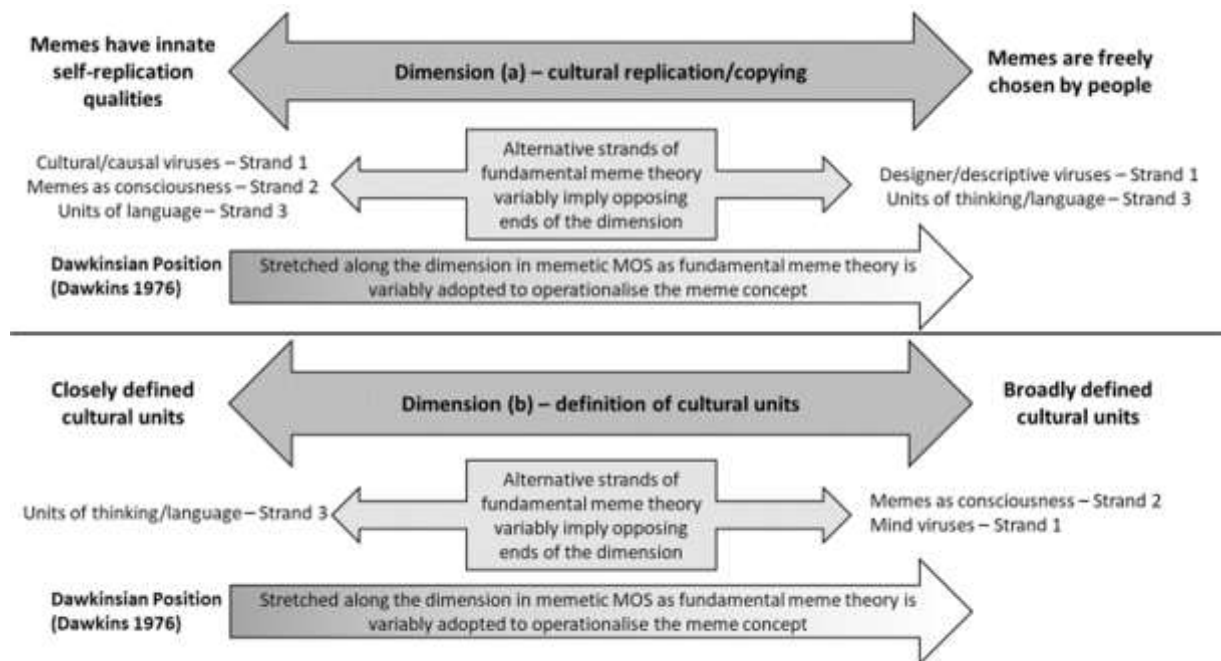 Memes have innate
self-replication
qualities
Dimension (a) – cultural replication/copying
Memes are freely
chosen by people
Cultural/causal viruses – Strand 1
Memes as consciousness – Strand 2
Units of language – Strand 3
Alternative strands of
fundamental meme theory
variably imply opposing
ends of the dimension
Designer/descriptive viruses – Strand 1
Units of thinking/language – Strand 3
Dawkinsian Position
(Dawkins 1976)
Stretched along the dimension in memetic MOS as fundamental meme theory is
variably adopted to operationalise the meme concept
Closely defined
cultural units
Dimension (b) – definition of cultural units
Broadly defined
cultural units
Units of thinking/language – Strand 3
Alternative strands of
fundamental meme theory
variably imply opposing
ends of the dimension
Memes as consciousness – Strand 2
Mind viruses – Strand 1
Dawkinsian Position
(Dawkins 1976)
Stretched along the dimension in memetic MOS as fundamental meme theory is
variably adopted to operationalise the meme concept